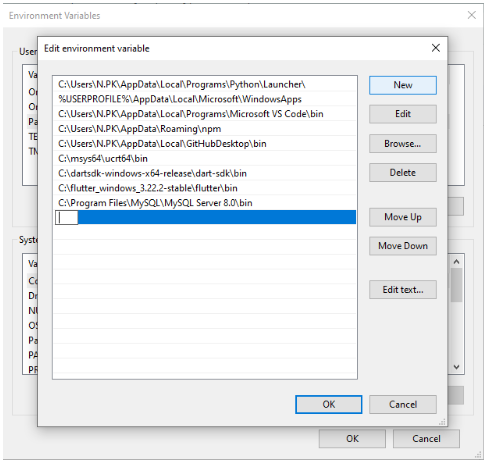 Environment Variables
User
Edit environment variable
Va
C:\Users\N.PK\AppData\Local\Programs\Python\Launcher\
New
On
%USERPROFILE%\AppData\Local\Microsoft\WindowsApps
On
C:\Users\N.PK\AppData\Local\Programs\Microsoft VS Code\bin
Edit
Pa
C:\Users\N.PK\AppData\Roaming\npm
TE
C:\Users\N.PK\AppData\Local\GitHubDesktop\bin
Browse...
TN
C:\msys64\ucrt64\bin
C:\dartsdk-windows-x64-release\dart-sdk\bin
Delete
C:\flutter_windows_3.22.2-stable\flutter\bin
C:\Program Files\MySQL\MySQL Server 8.0\bin
Move Up
Syste
Move Down
Va
Co
Edit text...
Dr
NU
OS
Pa
PA
PR
OK
Cancel
OK
Cancel